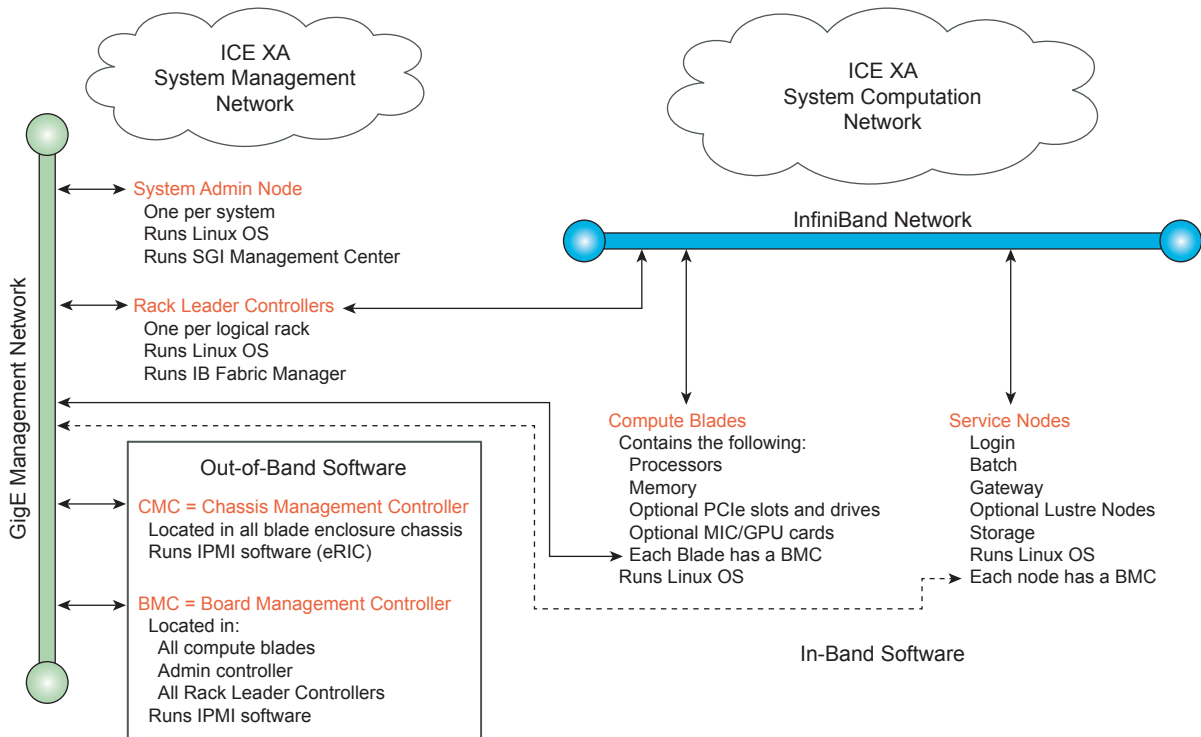 ICE XA
System Management
Network
ICE XA
System Computation
Network
GigE Management Network
System Admin Node
One per system
Runs Linux OS
Runs SGI Management Center
Rack Leader Controllers
One per logical rack
Runs Linux OS
Runs IB Fabric Manager
InfiniBand Network
Out-of-Band Software
CMC = Chassis Management Controller
Located in all blade enclosure chassis
Runs IPMI software (eRIC)
BMC = Board Management Controller
Located in:
All compute blades
Admin controller
All Rack Leader Controllers
Runs IPMI software
Compute Blades
Contains the following:
Processors
Memory
Optional PCIe slots and drives
Optional MIC/GPU cards
Each Blade has a BMC
Runs Linux OS
Service Nodes
Login
Batch
Gateway
Optional Lustre Nodes
Storage
Runs Linux OS
Each node has a BMC
In-Band Software